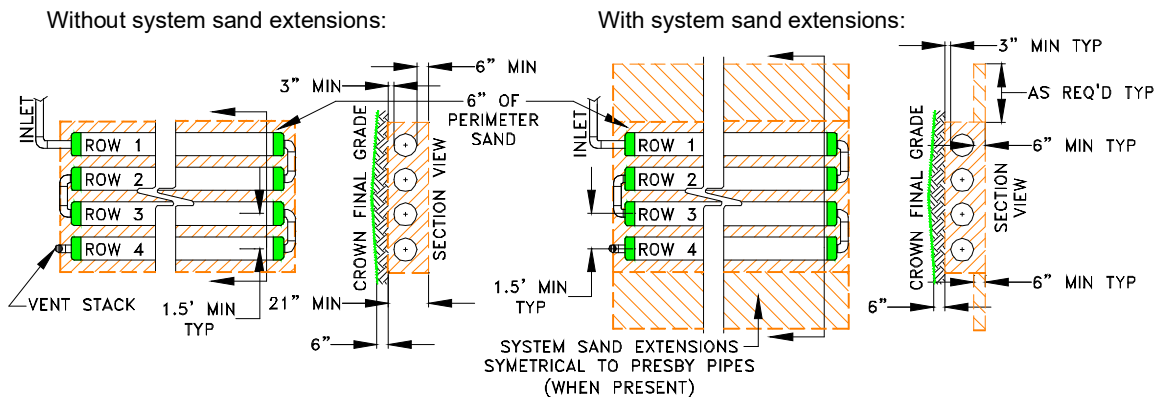 Without system sand extensions:
INLET
ROW 1
ROW 2
ROW 3
ROW 4
VENT STACK
1.5' MIN
TYP
3" MIN
6" MIN
6" OF
PERIMETER
SAND
CROWN FINAL GRADE
SECTION VIEW
21" MIN
6"
With system sand extensions:
INLET
ROW 1
ROW 2
ROW 3
ROW 4
1.5' MIN
TYP
SYSTEM SAND EXTENSIONS
SYMETRICAL TO PRESBY PIPES
(WHEN PRESENT)
3" MIN TYP
AS REQ'D TYP
6" MIN TYP
CROWN FINAL GRADE
SECTION
VIEW
6" MIN TYP
6"